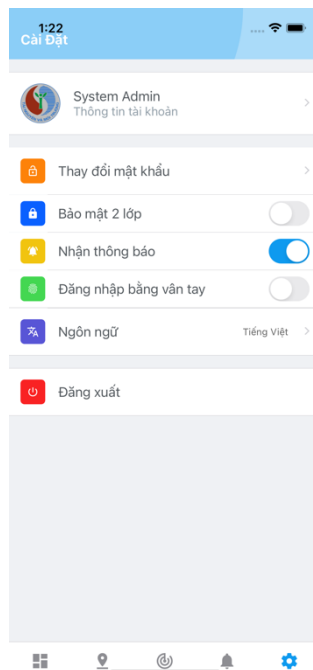 1:22
Cài Đặt
System Admin
Thông tin tài khoản
Thay đổi mật khẩu
Bảo mật 2 lớp
Nhận thông báo
Đăng nhập bằng vân tay
Ngôn ngữ
Tiếng Việt
Đăng xuất